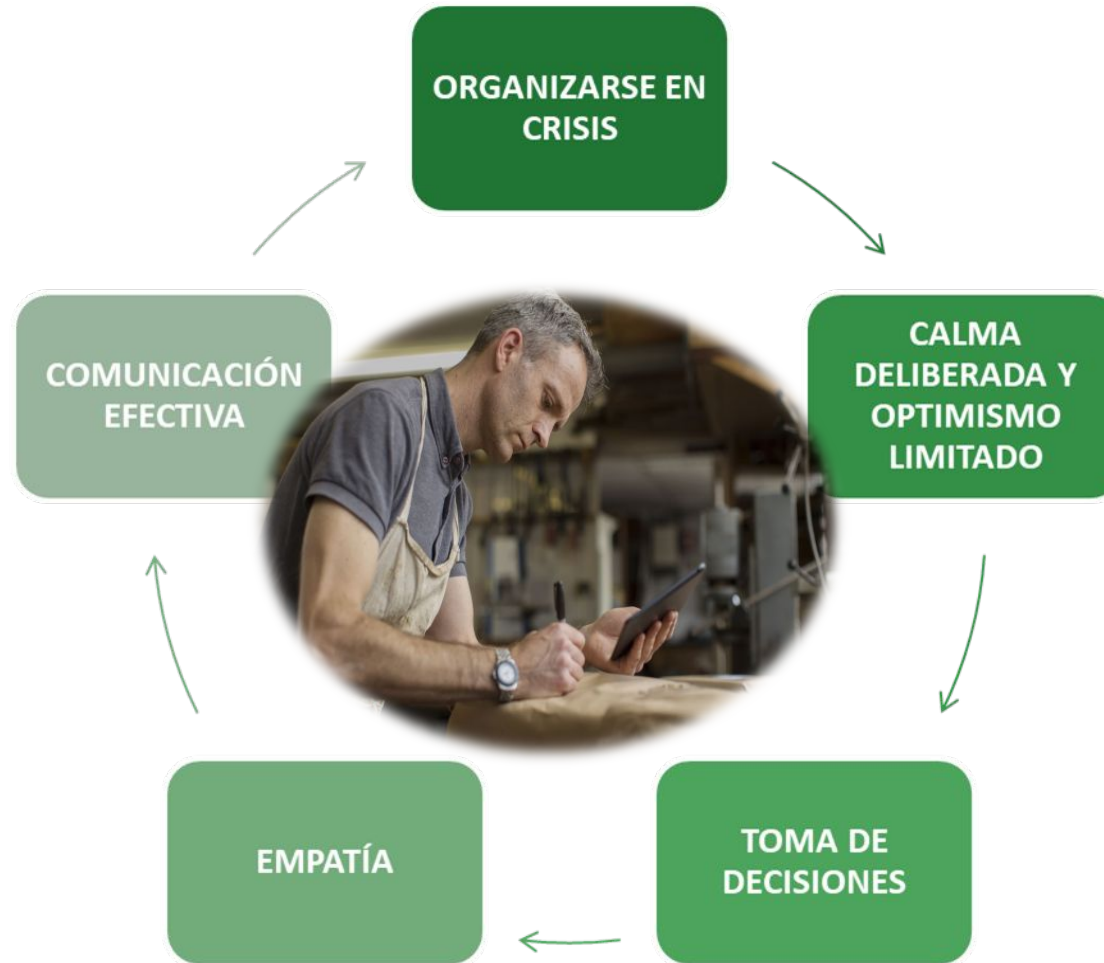 ORGANIZARSE EN
CRISIS
CALMA
DELIBERADA Y
OPTIMISMO
LIMITADO
TOMA DE
DECISIONES
EMPATÍA
COMUNICACIÓN
EFECTIVA